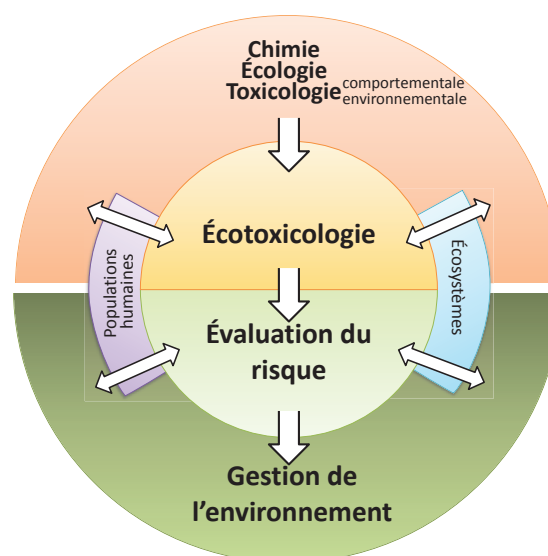 Chimie
Écologie
Toxicologie comportementale
environnementale
Écotoxicologie
Populations
humaines
Écosystèmes
Évaluation du
risque
Gestion de
l'environnement